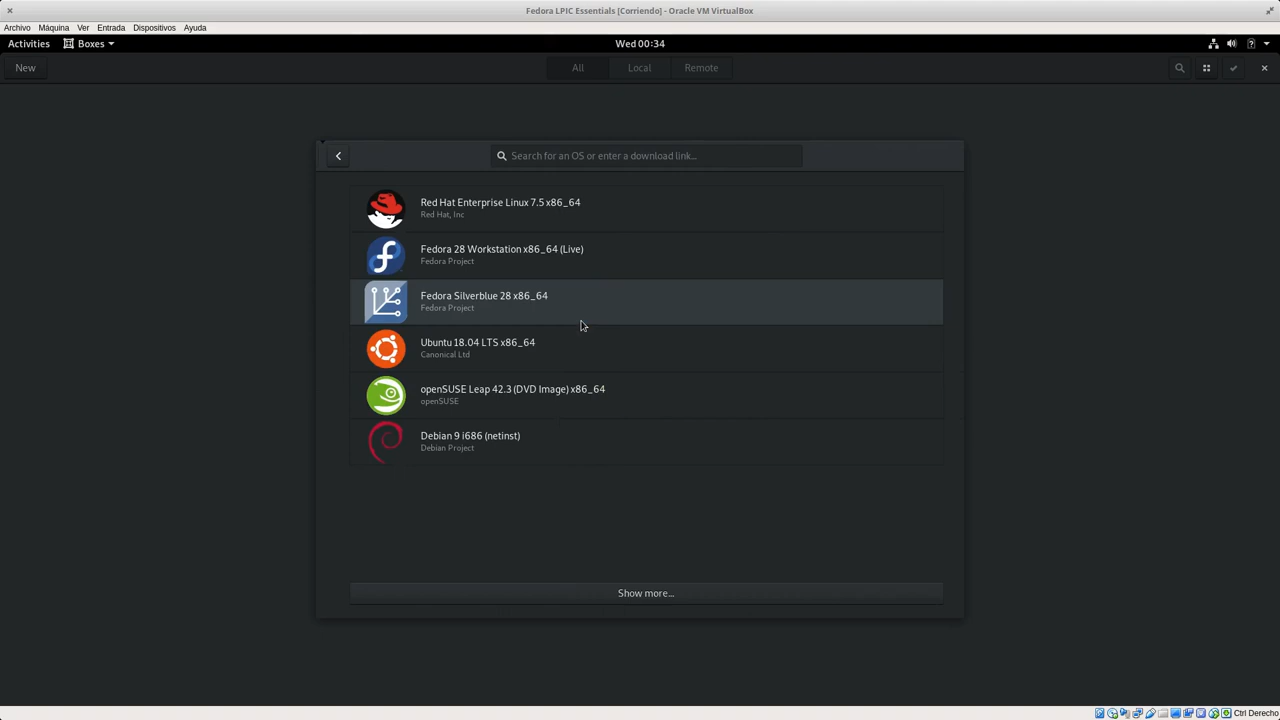 Fedora LPIC Essentials [Corriendo] - Oracle VM VirtualBox
Archivo Máquina Ver Entrada Dispositivos Ayuda
Activities Boxes Wed 00:34
New All Local Remote
Search for an OS or enter a download link...
Red Hat Enterprise Linux 7.5 x86_64
Red Hat, Inc
Fedora 28 Workstation x86_64 (Live)
Fedora Project
Fedora Silverblue 28 x86_64
Fedora Project
Ubuntu 18.04 LTS x86_64
Canonical Ltd
openSUSE Leap 42.3 (DVD Image) x86_64
openSUSE
Debian 9 i686 (netinst)
Debian Project
Show more...
Ctrl Derecho